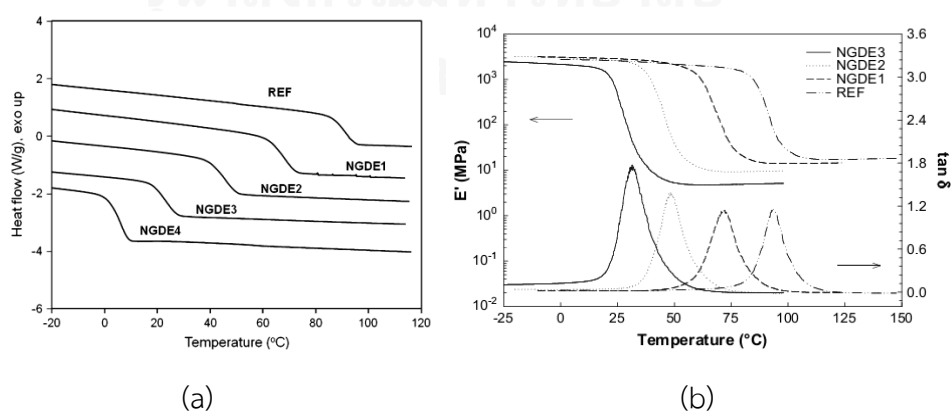 (a)
4
2
0
-2
-4
-6
Heat flow (W/g), exo up
REF
NGDE1
NGDE2
NGDE3
NGDE4
-20 0 20 40 60 80 100 120
Temperature (ºC)
(b)
10⁴
10³
10²
10¹
10⁰
10⁻¹
10⁻²
E' (MPa)
NGDE3
NGDE2
NGDE1
REF
3.6
3.0
2.4
1.8
1.2
0.6
0.0
tan δ
-25 0 25 50 75 100 125 150
Temperature (°C)
(a) (b)